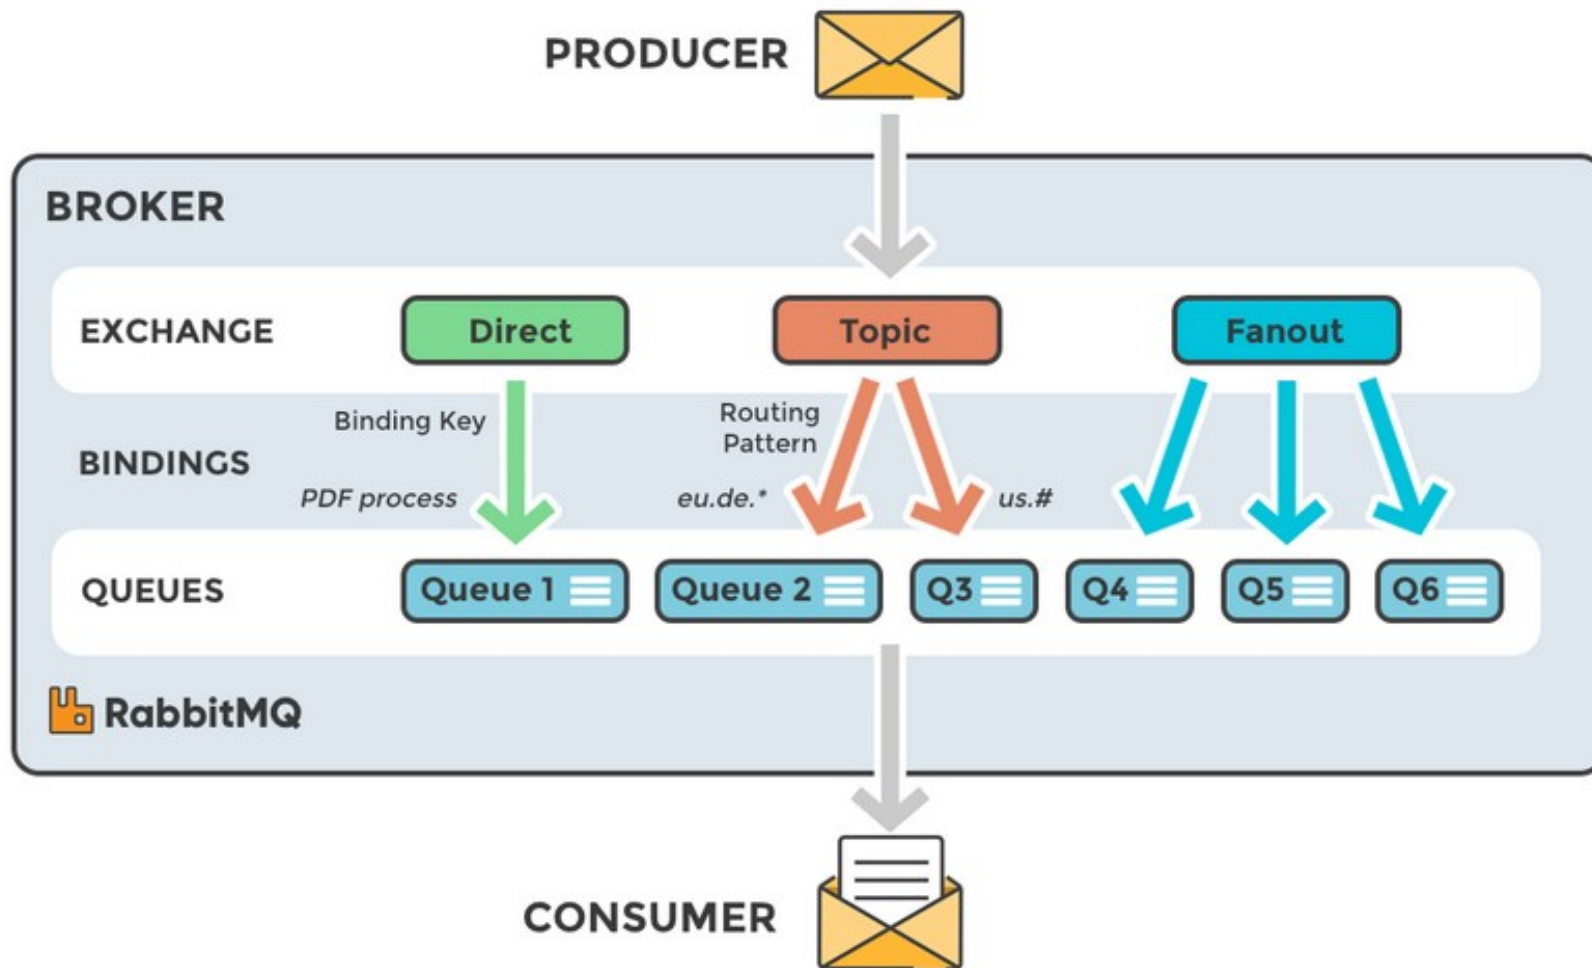 PRODUCER
BROKER
EXCHANGE
Direct
Topic
Fanout
Binding Key
Routing
Pattern
BINDINGS
PDF process
eu.de.*
us.#
QUEUES
Queue 1
Queue 2
Q3
Q4
Q5
Q6
RabbitMQ
CONSUMER